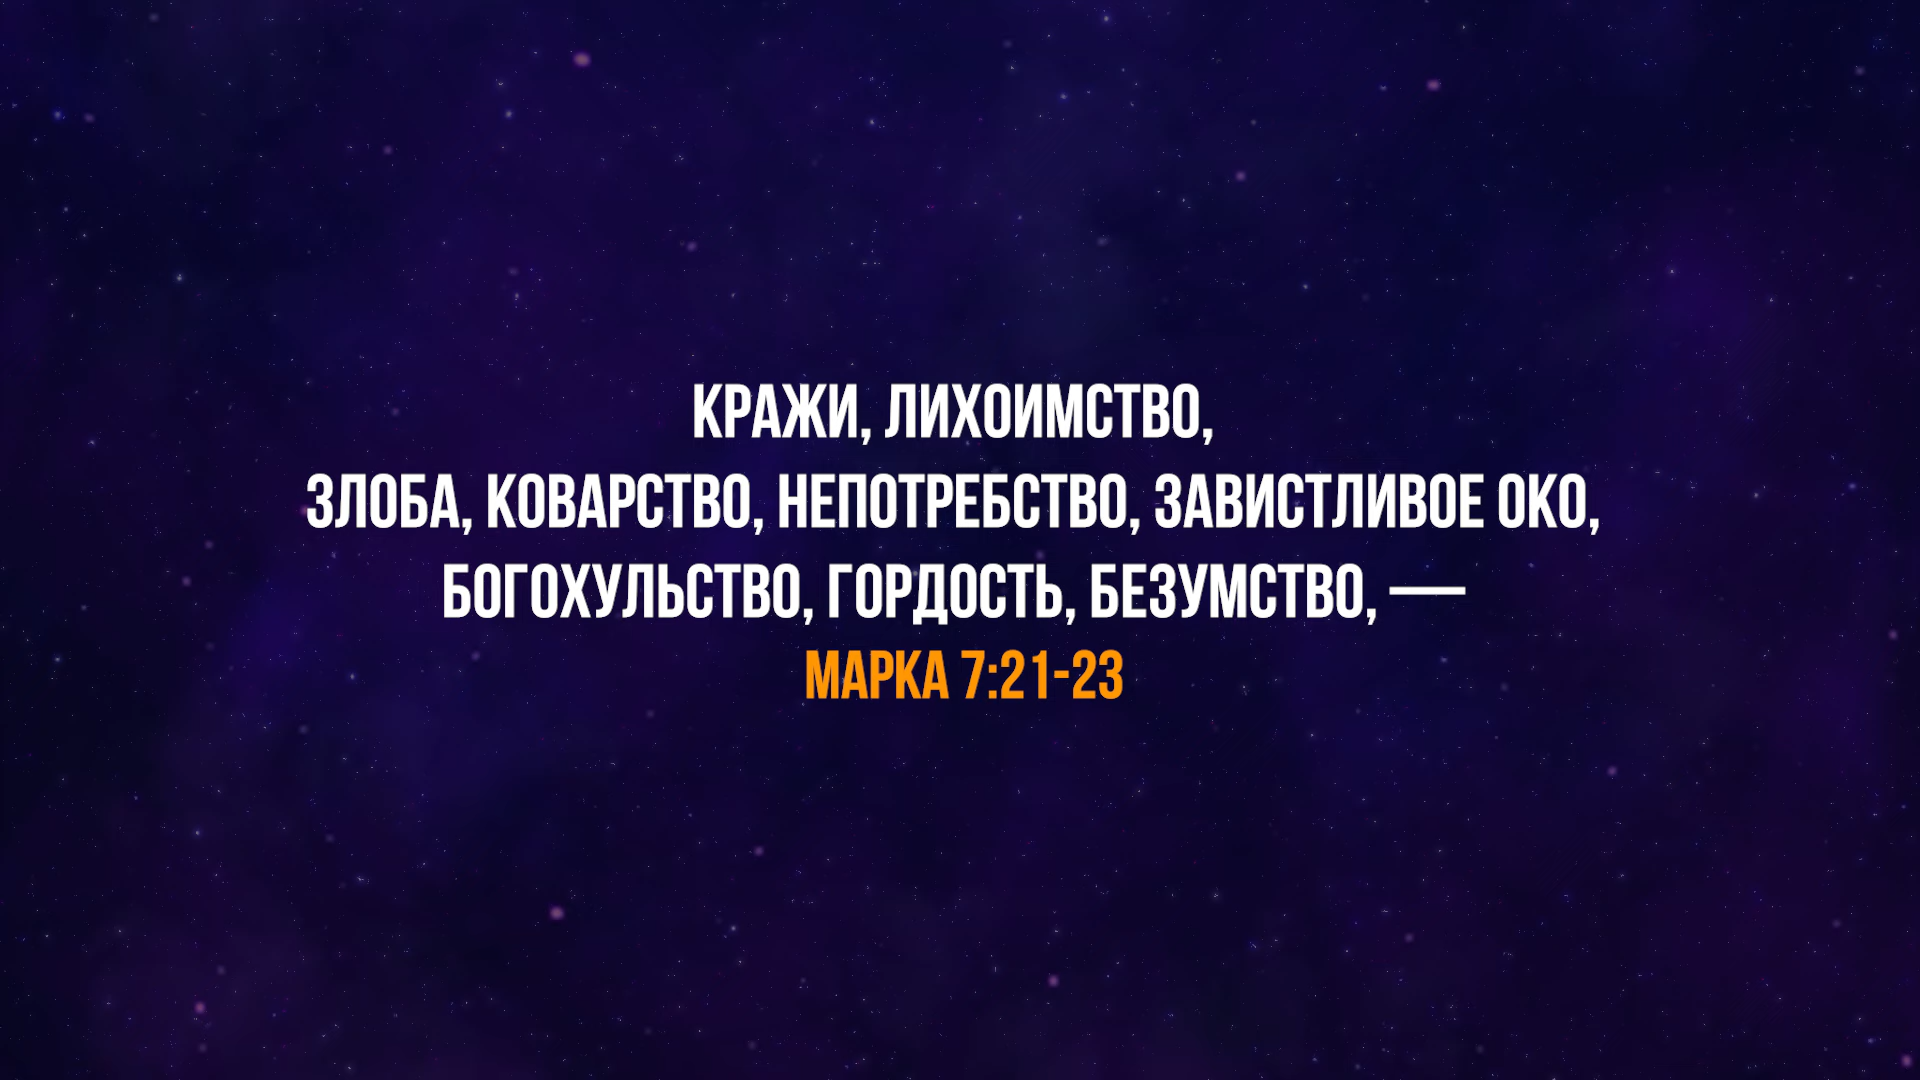 КРАЖИ, ЛИХОИМСТВО,
ЗЛОБА, КОВАРСТВО, НЕПОТРЕБСТВО, ЗАВИСТЛИВОЕ ОКО,
БОГОХУЛЬСТВО, ГОРДОСТЬ, БЕЗУМСТВО, —
МАРКА 7:21-23